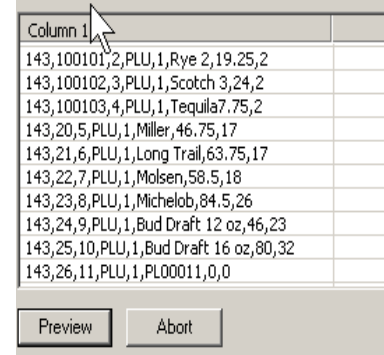 Column 1
143,100101,2,PLU,1,Rye 2,19.25,2
143,100102,3,PLU,1,Scotch 3,24,2
143,100103,4,PLU,1,Tequila7.75,2
143,20,5,PLU,1,Miller,46.75,17
143,21,6,PLU,1,Long Trail,63.75,17
143,22,7,PLU,1,Molsen,58.5,18
143,23,8,PLU,1,Michelob,84.5,26
143,24,9,PLU,1,Bud Draft 12 oz,46,23
143,25,10,PLU,1,Bud Draft 16 oz,80,32
143,26,11,PLU,1,PL00011,0,0
Preview Abort